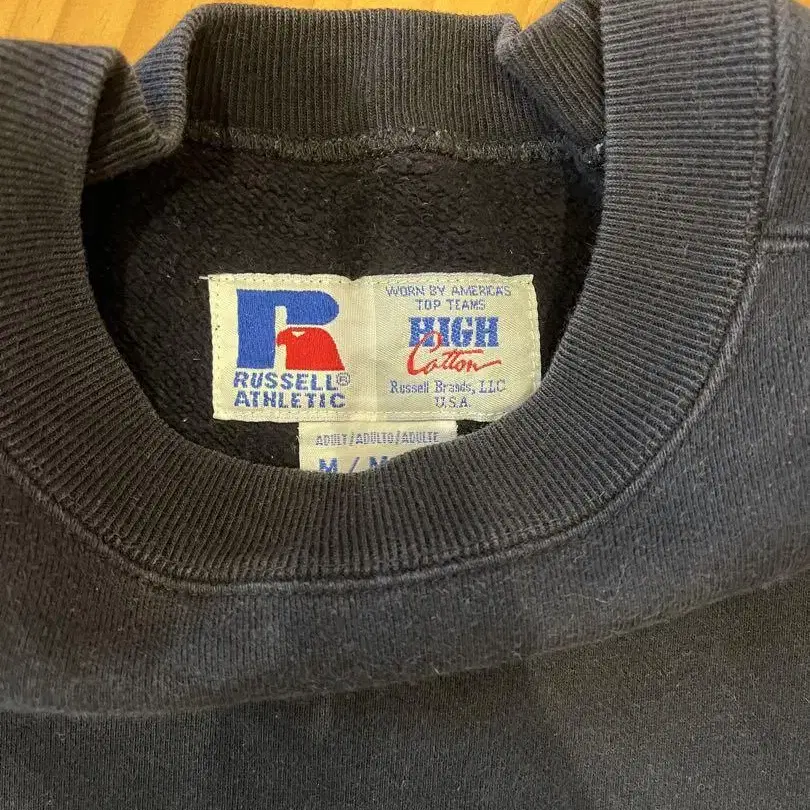 RUSSELL®
ATHLETIC
WORN BY AMERICA'S
TOP TEAMS
HIGH
Cotton
Russell Brands, LLC
U.S.A.
ADULT/ADULTO/ADULTE
M / M